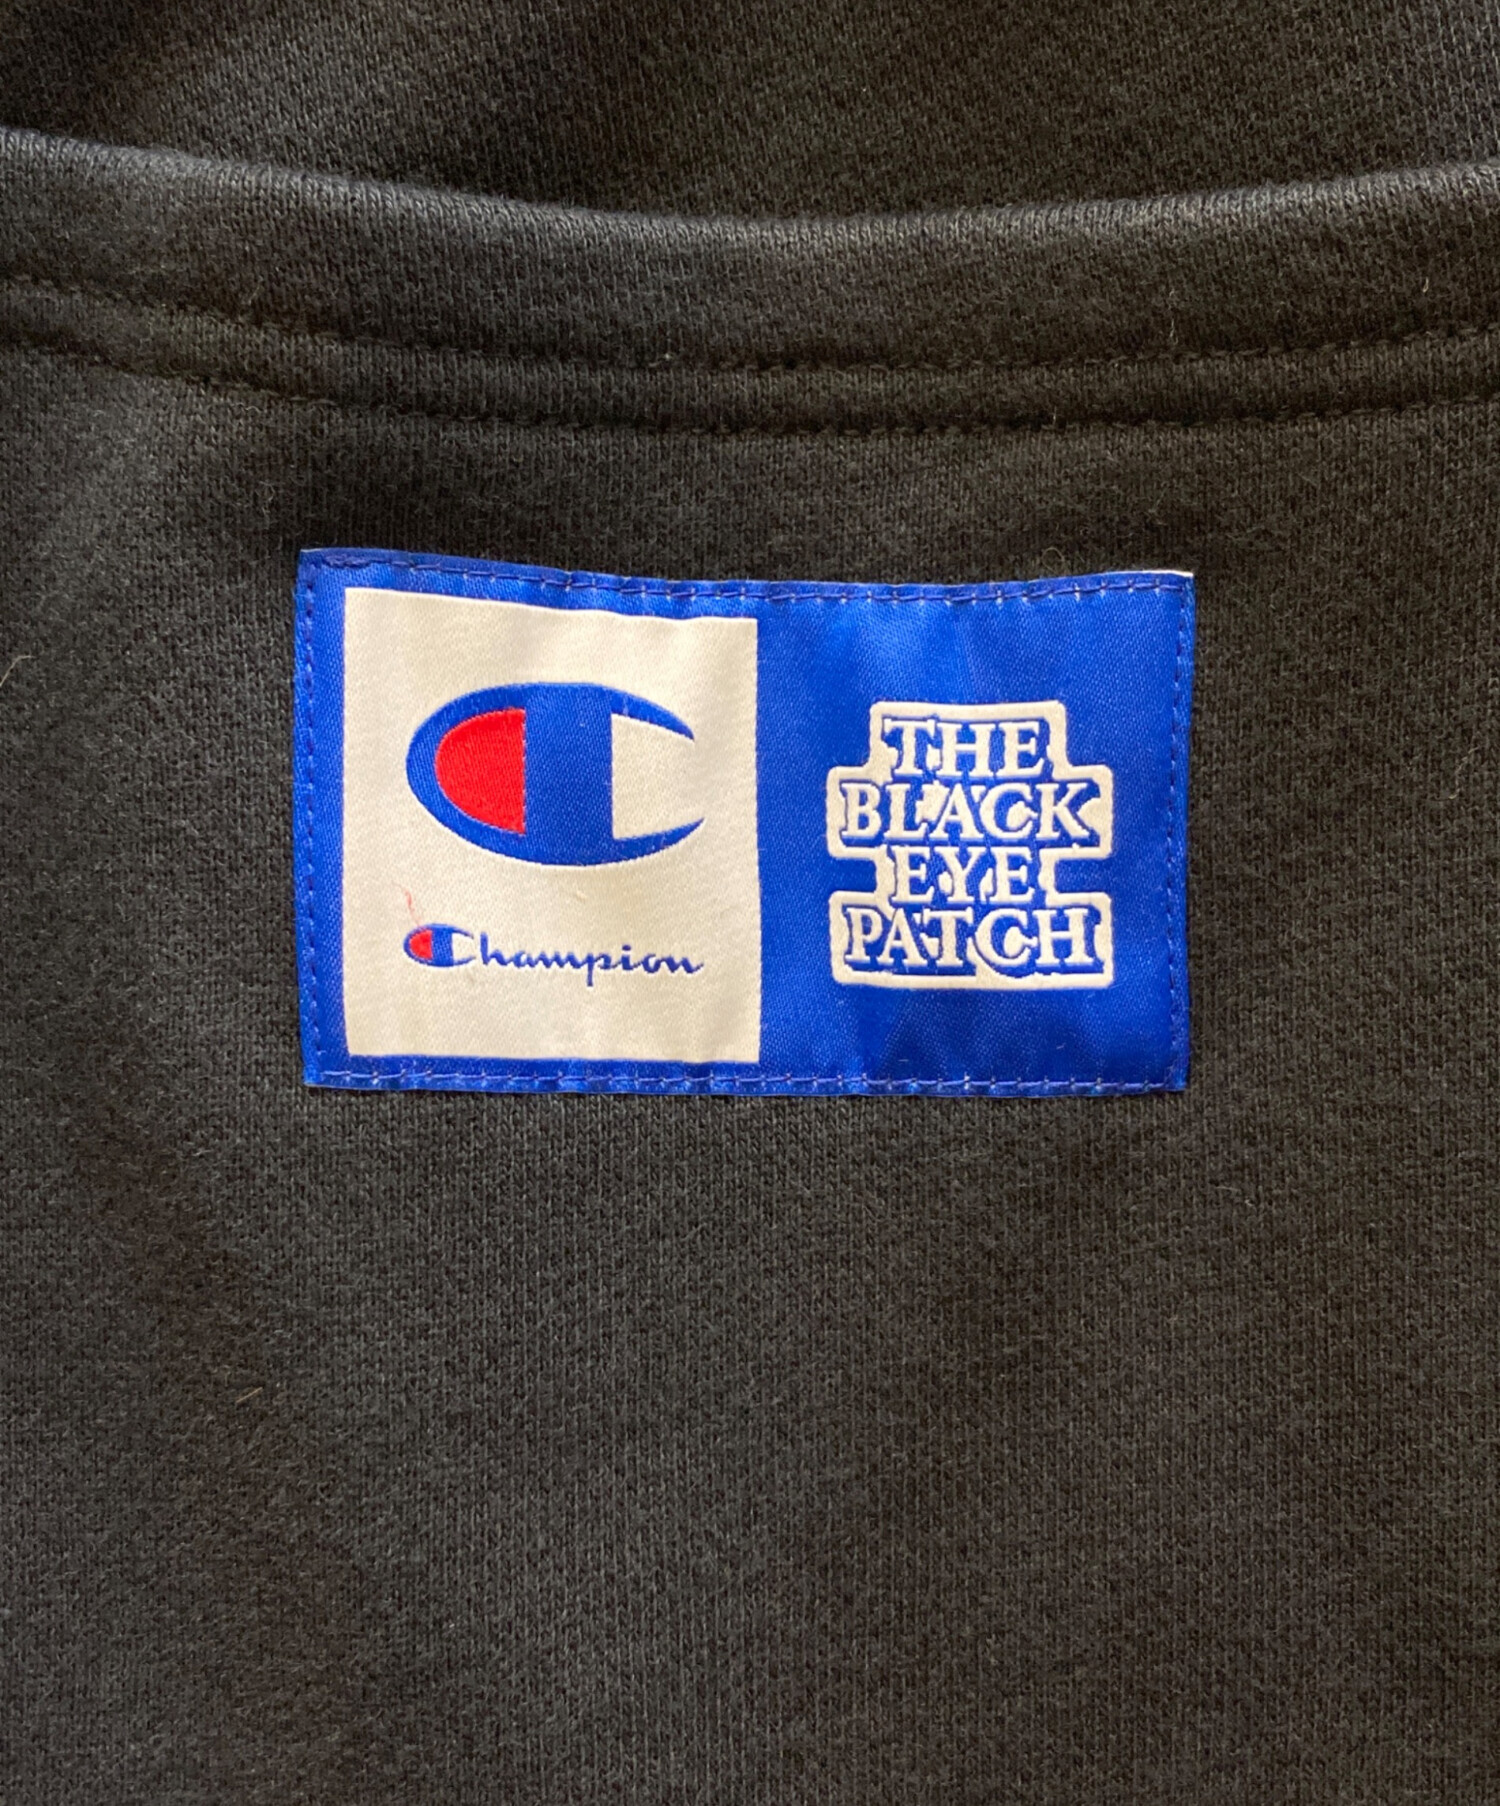 Champion
THE
BLACK
EYE
PATCH